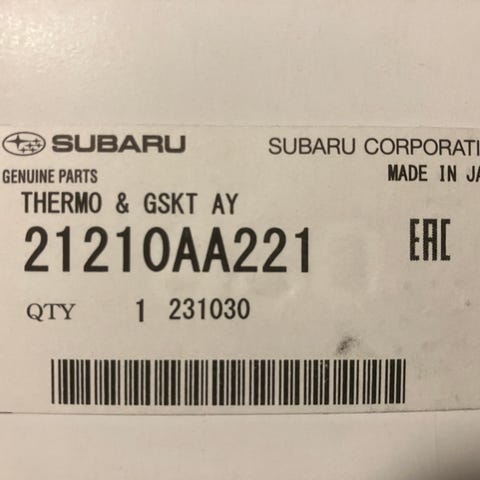 SUBARU SUBARU CORPORATI
GENUINE PARTS MADE IN JA
THERMO & GSKT AY
21210AA221 EAC
QTY 1 231030